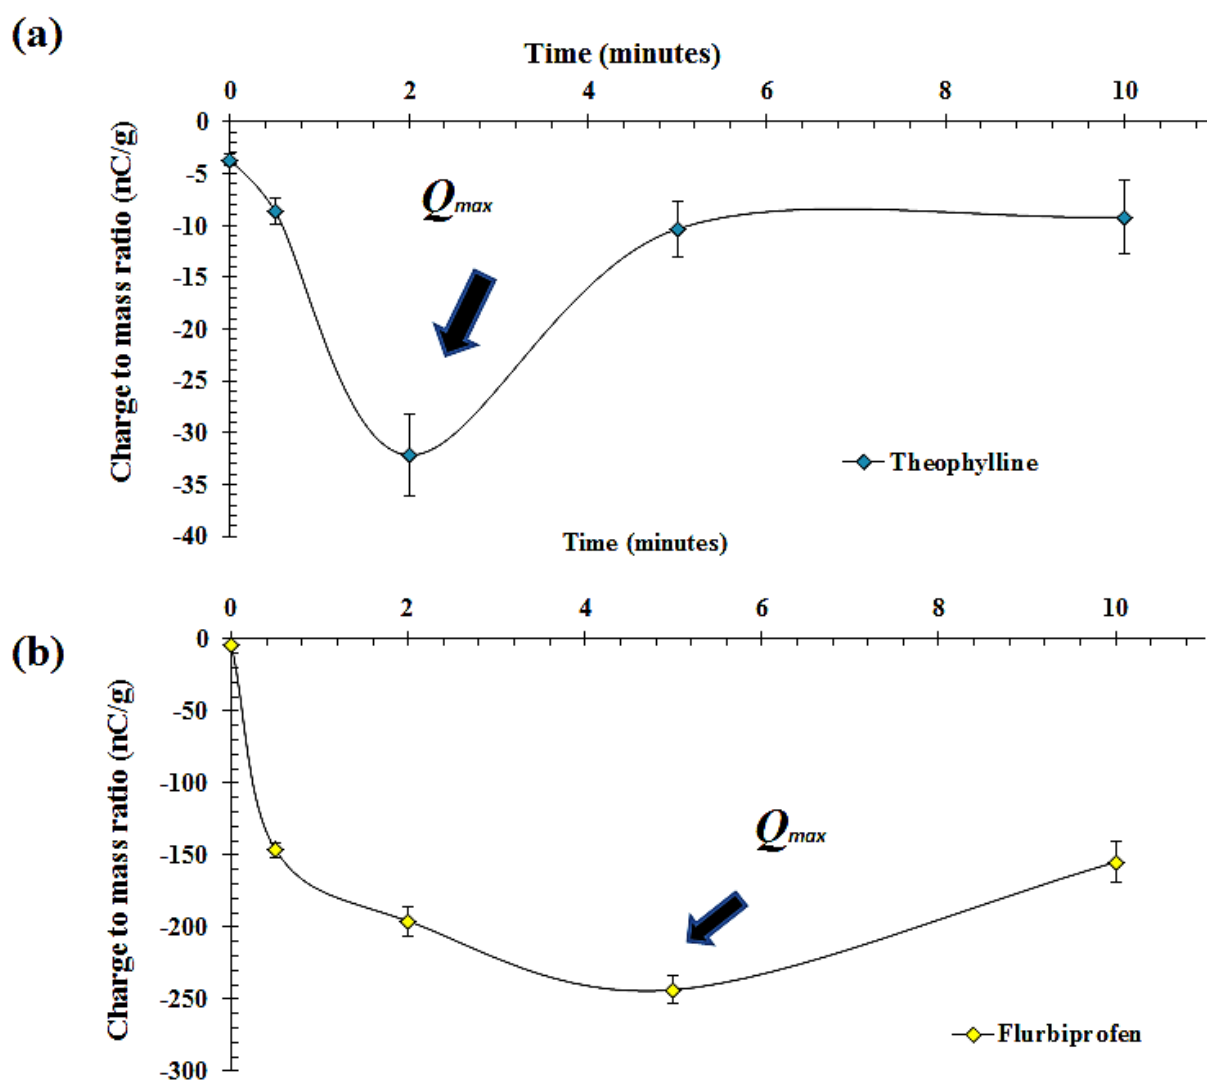 (a)
Time (minutes)
0 2 4 6 8 10
Charge to mass ratio (nC/g)
0
-5
-10
-15
-20
-25
-30
-35
-40
Qmax
Theophylline
Time (minutes)
(b)
0 2 4 6 8 10
Charge to mass ratio (nC/g)
0
-50
-100
-150
-200
-250
-300
Qmax
Flurbiprofen